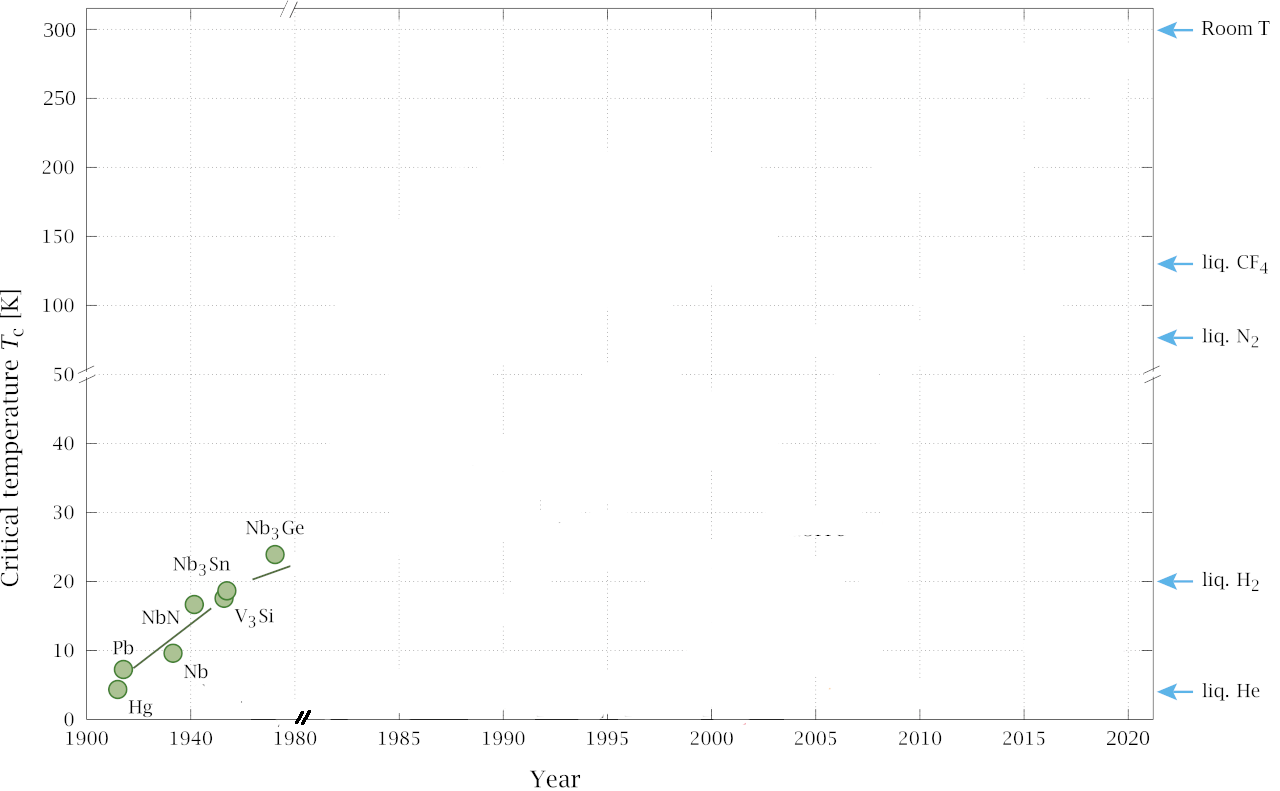 300
Room T
250
200
150
liq. CF4
100
liq. N2
50
40
30
Nb3Ge
Nb3Sn
20
liq. H2
NbN
V3Si
10
Pb
Nb
liq. He
Hg
0
1900 1940 1980 1985 1990 1995 2000 2005 2010 2015 2020
Year
Critical temperature Tc [K]